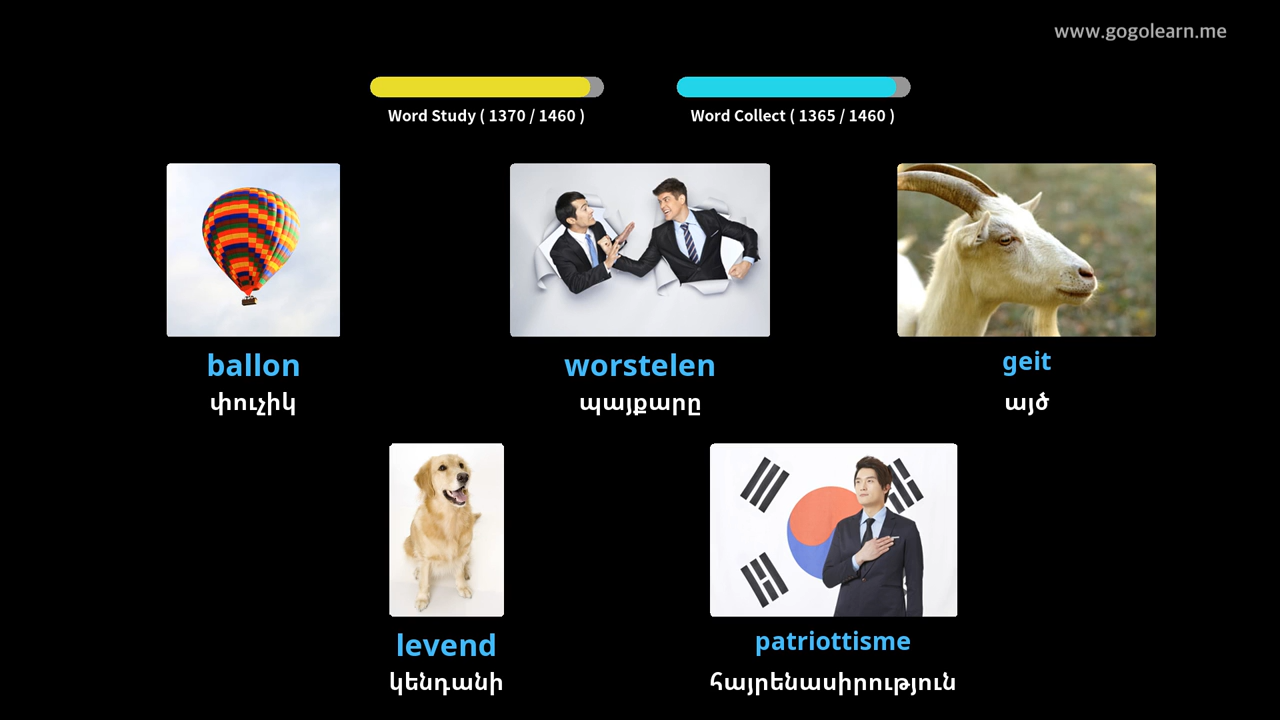 www.gogolearn.me
Word Study ( 1370 / 1460 )
Word Collect ( 1365 / 1460 )
ballon
փուչիկ
worstelen
պայքարը
geit
այծ
levend
կենդանի
patriottisme
հայրենասիրություն